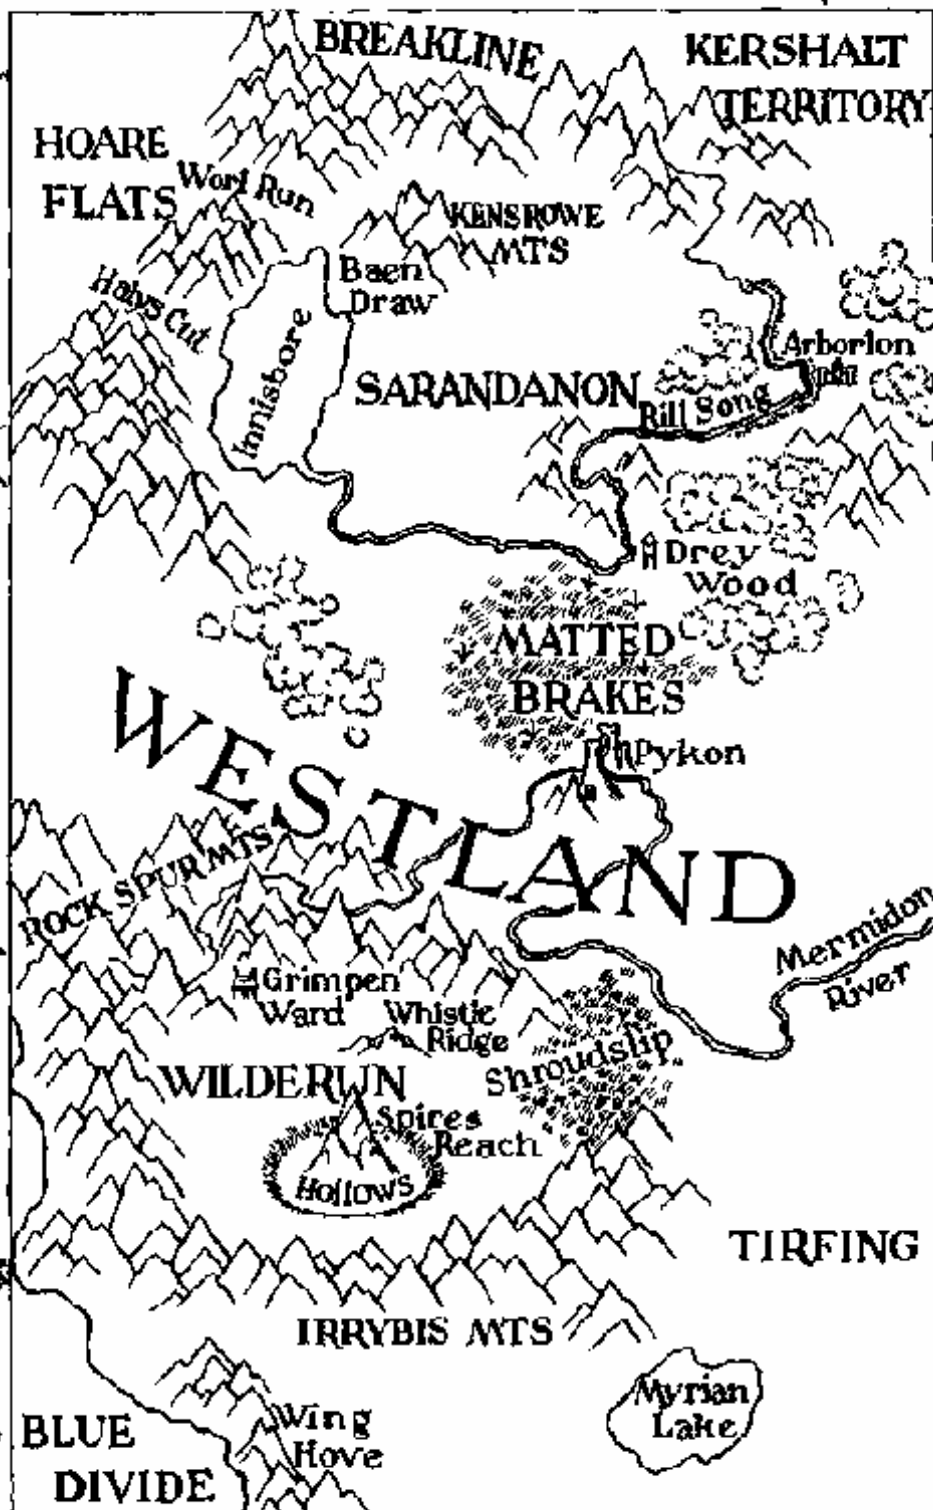 BREAKLINE
KERSHALT
TERRITORY
HOARE
FLATS
Worl Run
KENSROWE
MTS
Baen
Draw
Halys Cut
Innisbore
Arborlon
SARANDANON
Rill Song
Drey
Wood
MATTED
BRAKES
Pykon
WESTLAND
ROCK SPUR MTS
Mermidon
River
Grimpen
Ward
Whistle
Ridge
Shroudslip
WILDERUN
Spires
Reach
Hollows
TIRFING
IRRYBIS MTS
Myrian
Lake
Wing
Hove
BLUE
DIVIDE